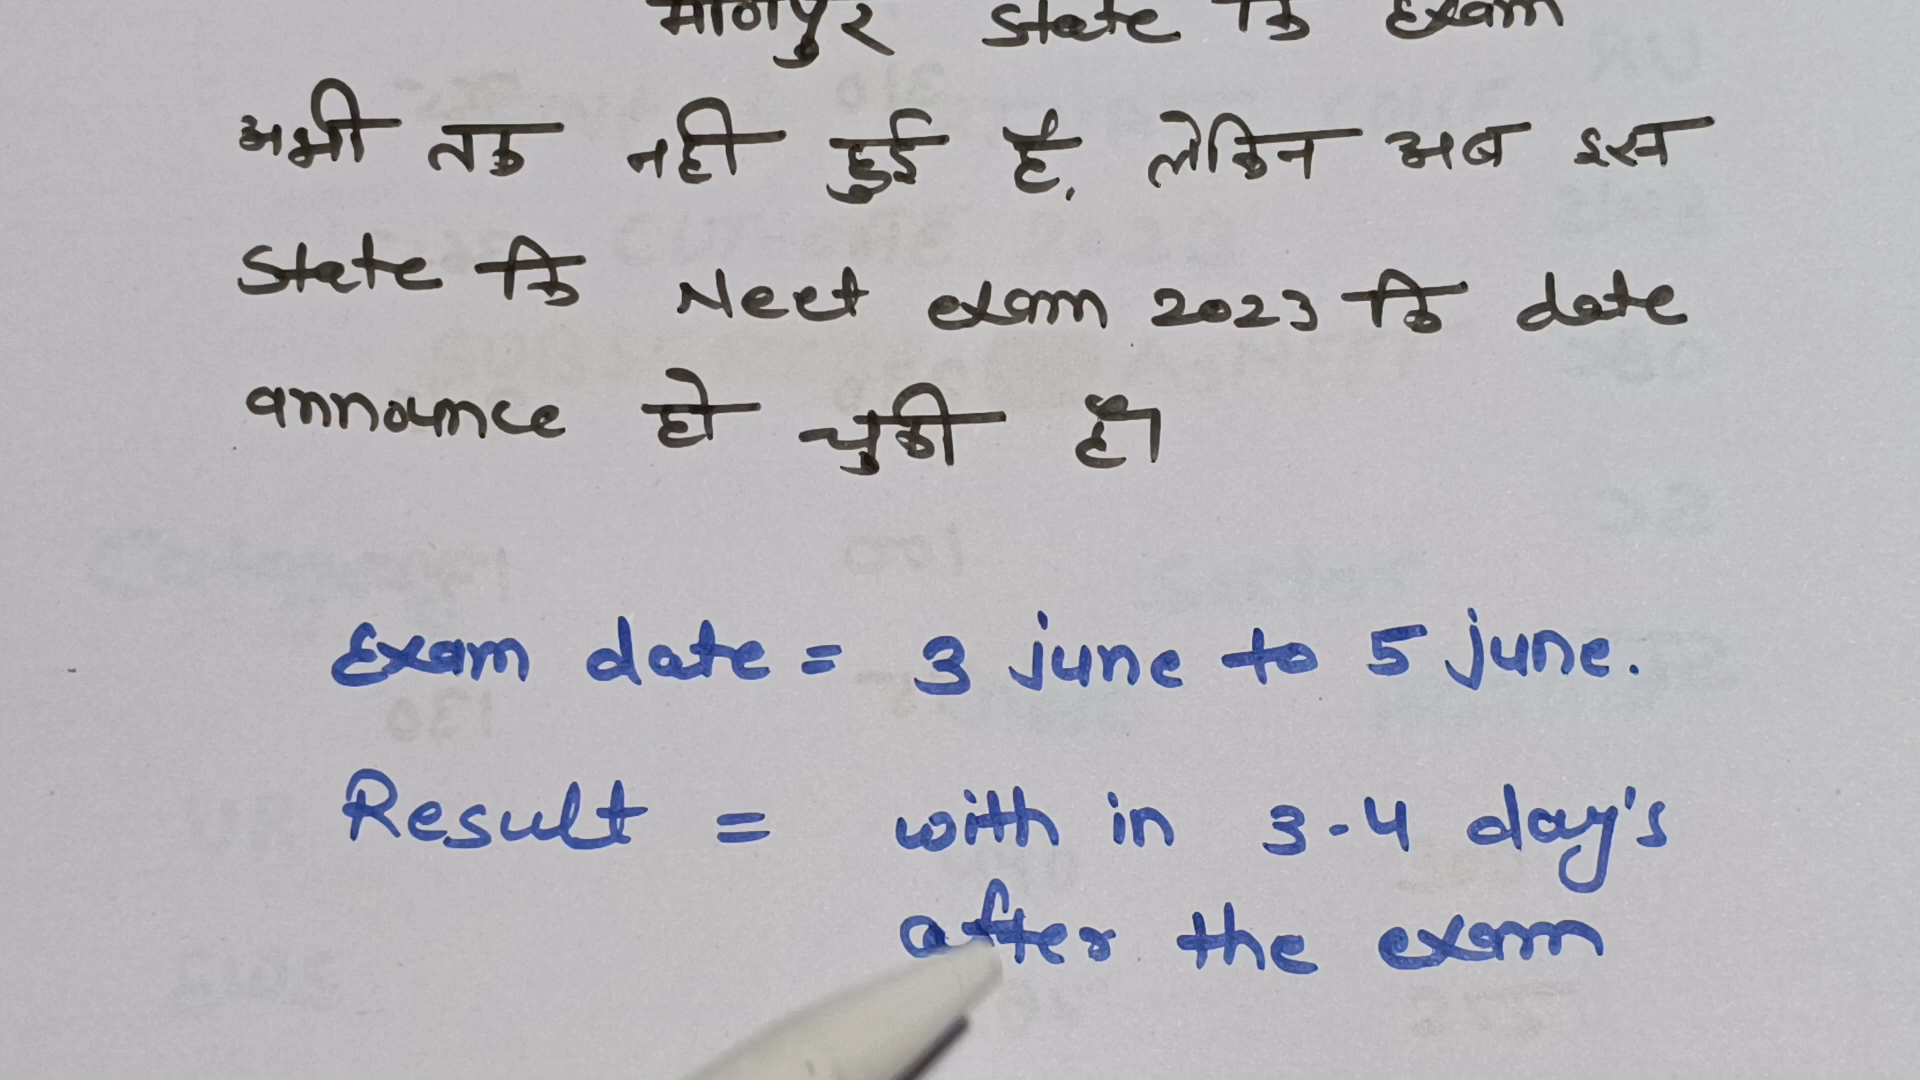 मणिपुर state कि Exam
अभी तक नही हुई है, लेकिन अब इस
state कि Neet exam 2023 कि date
announce हो चुकी है।
Exam date = 3 june to 5 june.
Result = with in 3-4 day's
after the exam